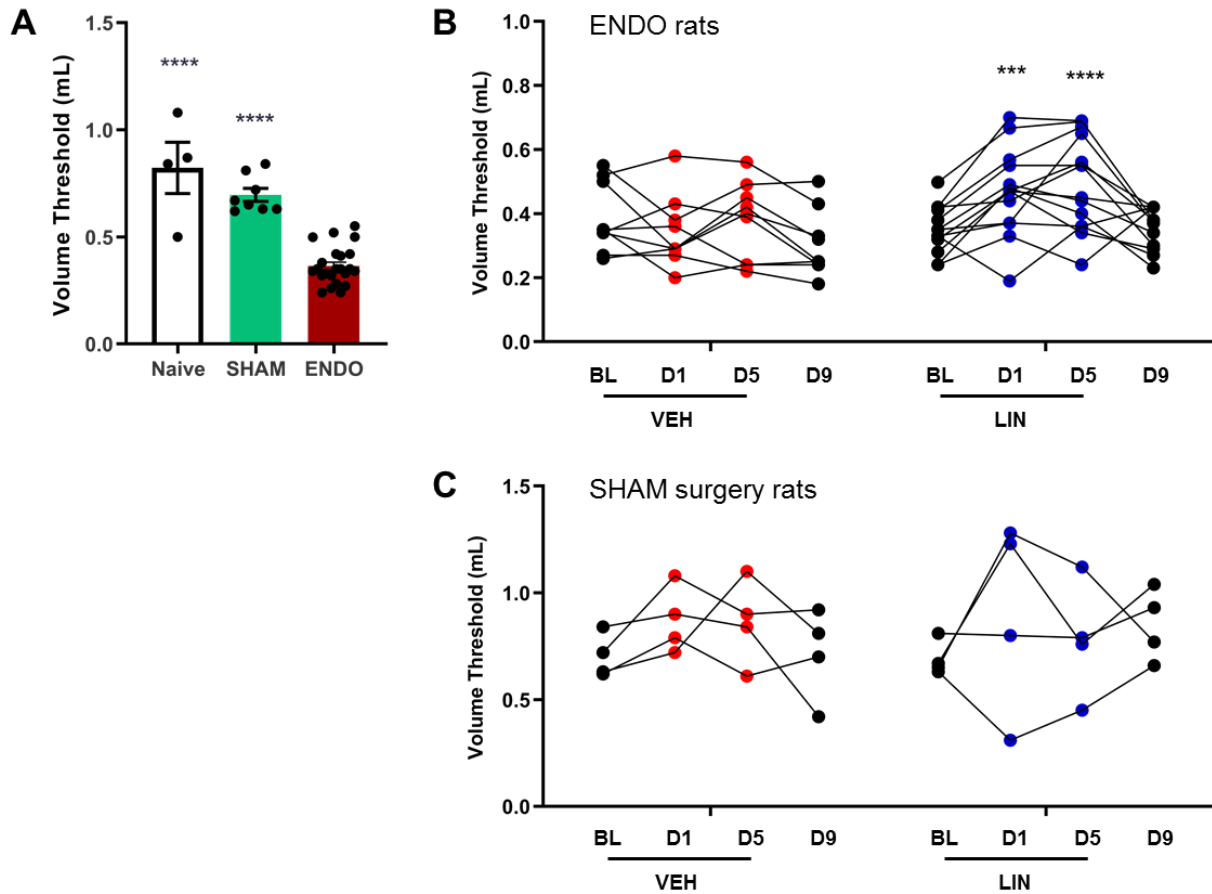 A
Volume Threshold (mL)
1.5
1.0
0.5
0.0
****
****
Naive SHAM ENDO
B
ENDO rats
Volume Threshold (mL)
1.0
0.8
0.6
0.4
0.2
0.0
*** ****
BL D1 D5 D9 BL D1 D5 D9
VEH LIN
C
SHAM surgery rats
Volume Threshold (mL)
1.5
1.0
0.5
0.0
BL D1 D5 D9 BL D1 D5 D9
VEH LIN